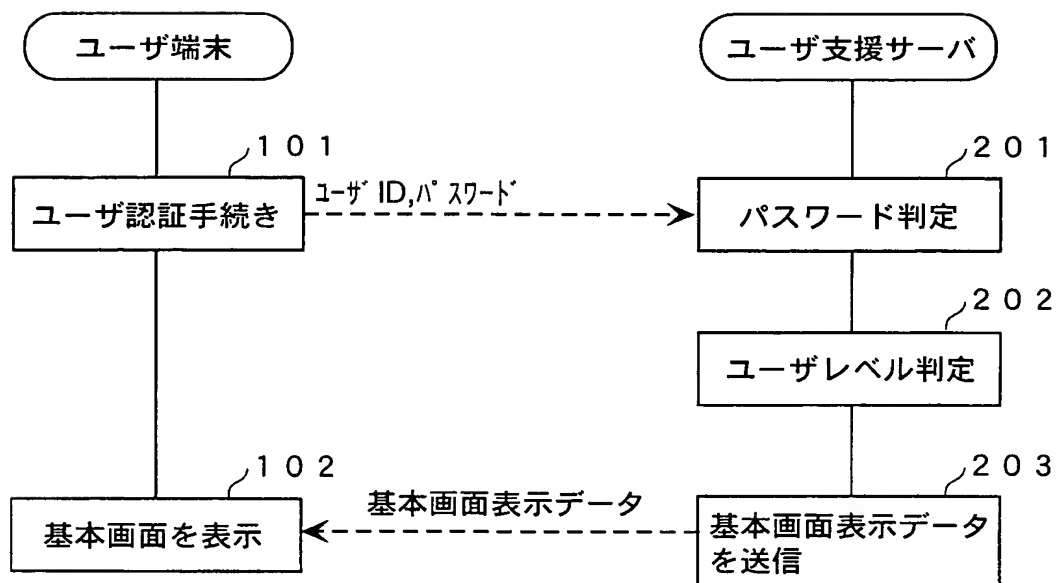 ユーザ端末
ユーザ支援サーバ
101
201
ユーザ認証手続き
ユーザID,パスワード
パスワード判定
202
ユーザレベル判定
102
203
基本画面を表示
基本画面表示データ
基本画面表示データ
を送信